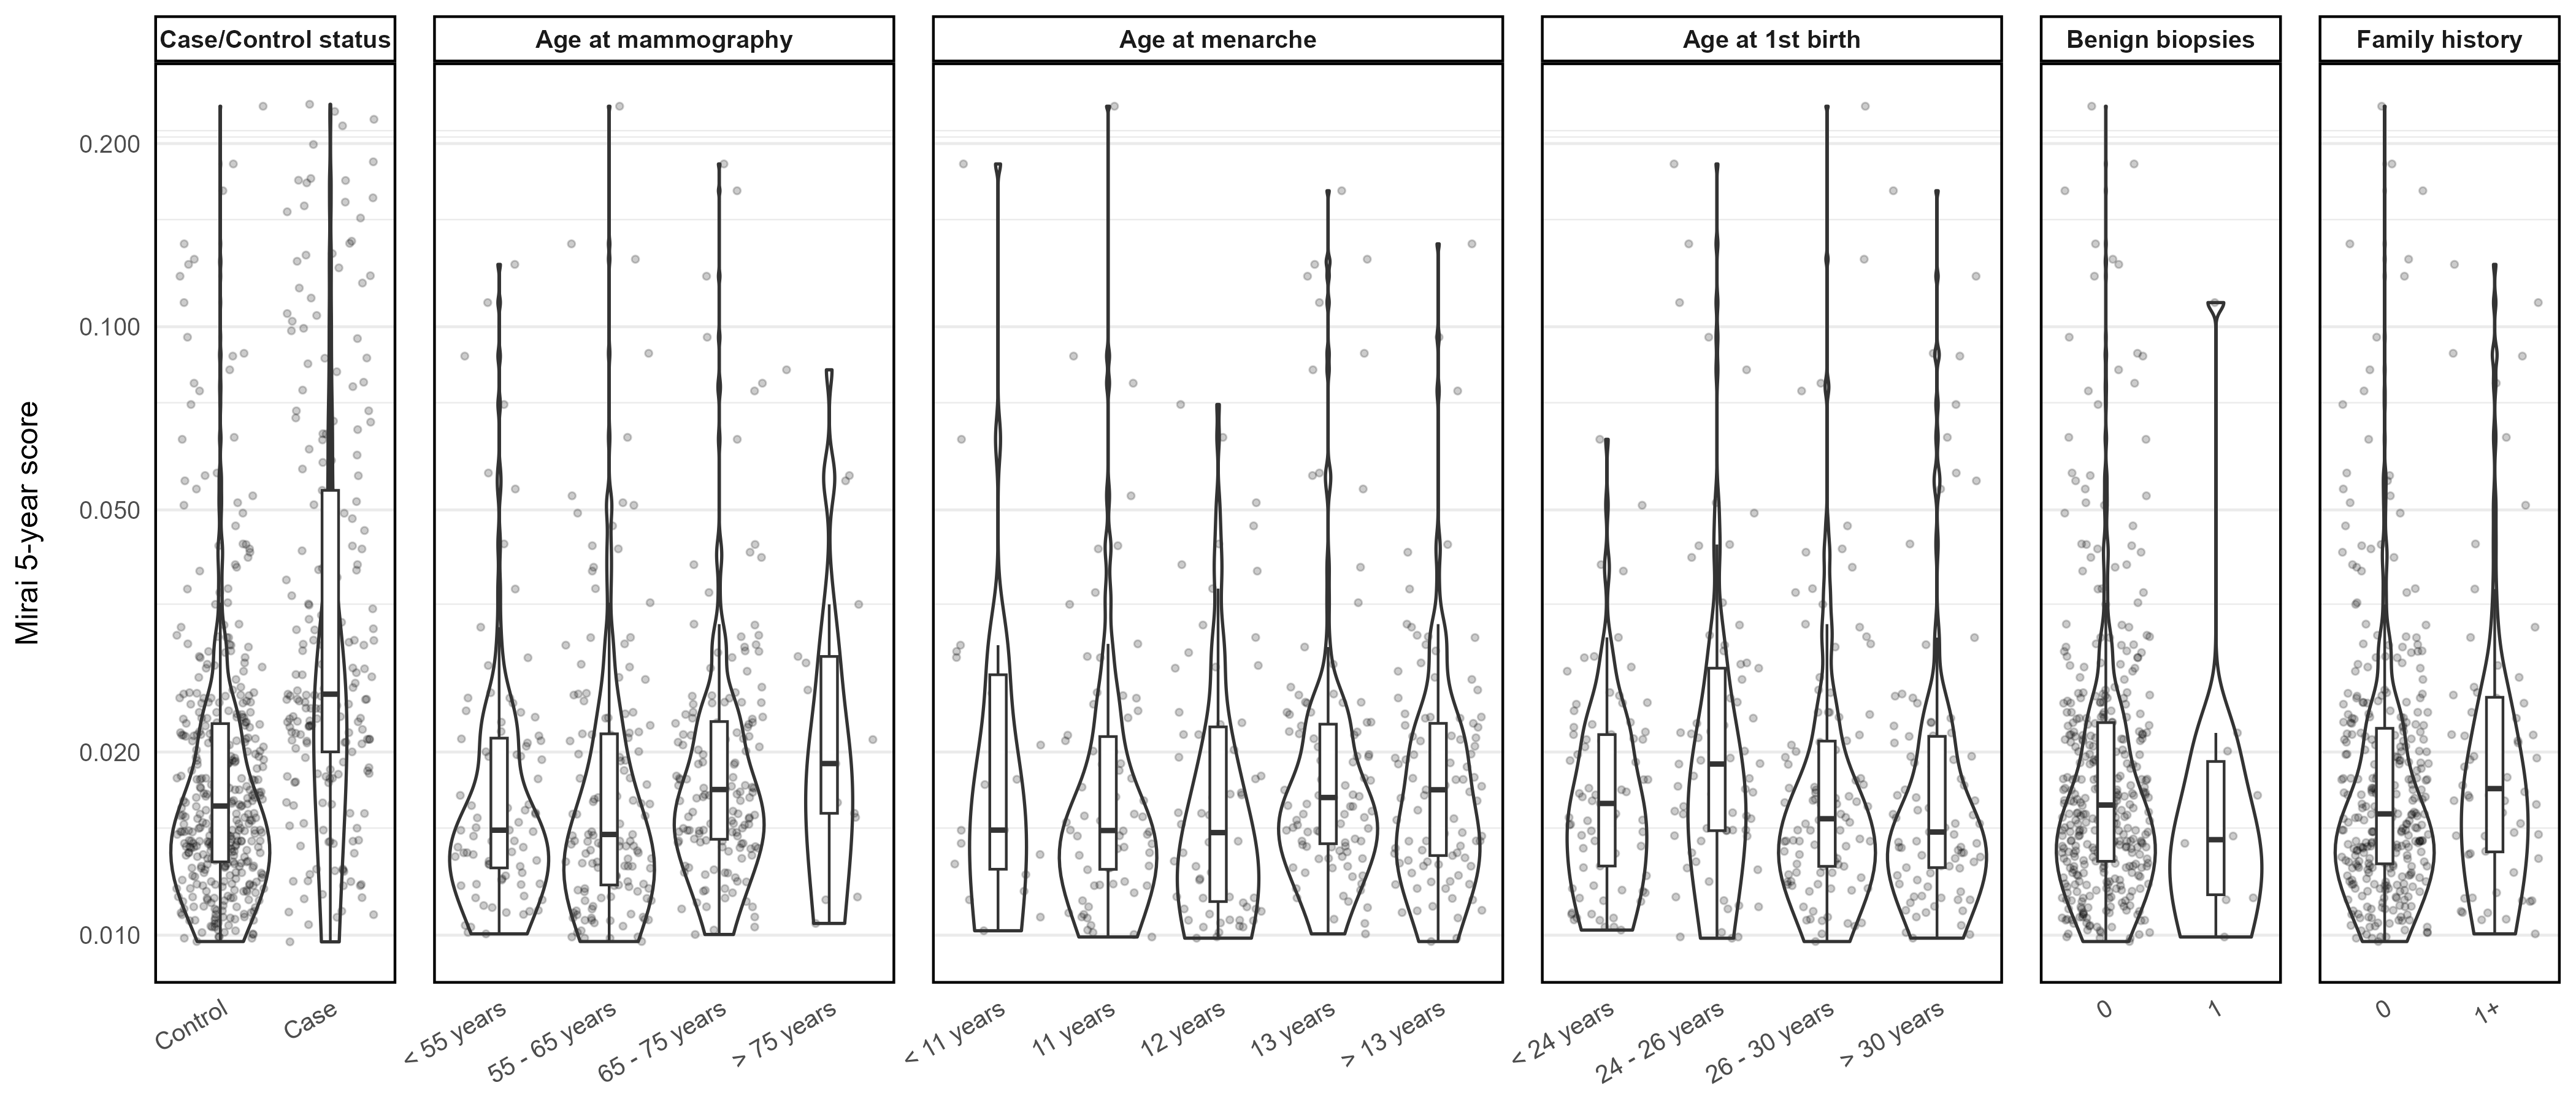 Case/Control status
Age at mammography
Age at menarche
Age at 1st birth
Benign biopsies
Family history
Mirai 5-year score
0.200
0.100
0.050
0.020
0.010
Control
Case
< 55 years
55 - 65 years
65 - 75 years
> 75 years
< 11 years
11 years
12 years
13 years
> 13 years
< 24 years
24 - 26 years
26 - 30 years
> 30 years
0
1
0
1+